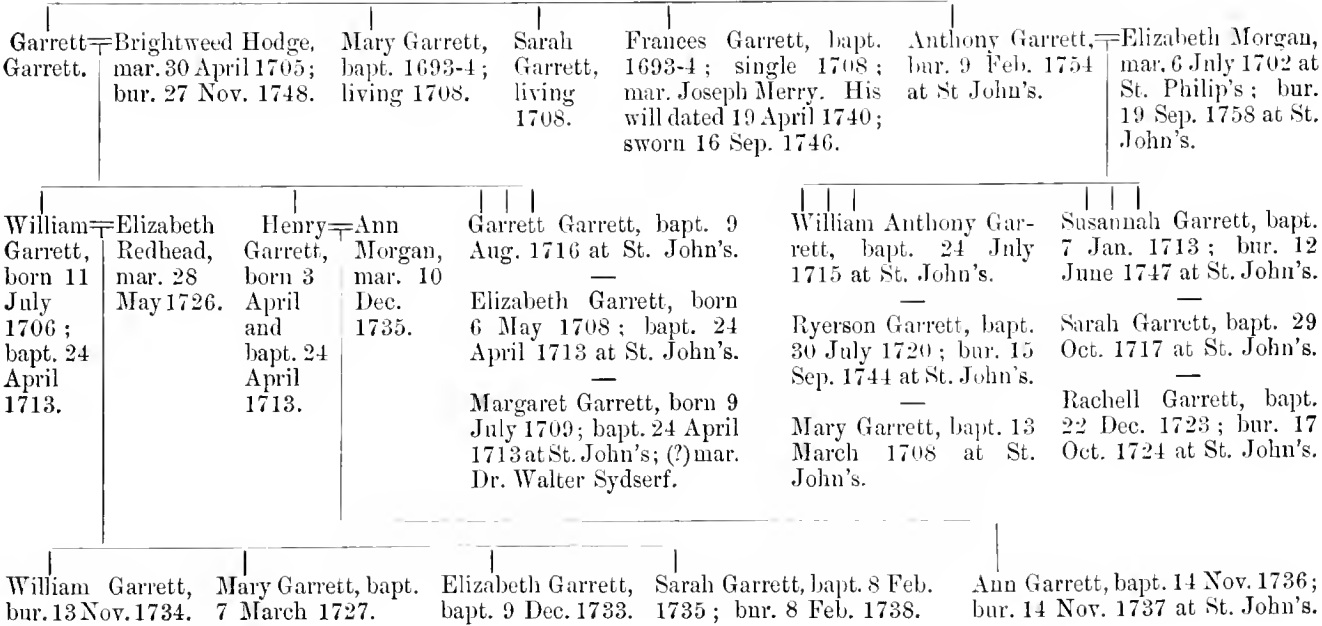 Garrett=Brightweed Hodge,
Garrett. mar. 30 April 1705;
bur. 27 Nov. 1748.
Mary Garrett,
bapt. 1693-4;
living 1708.
Sarah
Garrett,
living
1708.
Frances Garrett, bapt.
1693-4; single 1708;
mar. Joseph Merry. His
will dated 19 April 1740;
sworn 16 Sep. 1746.
Anthony Garrett,=
bur. 9 Feb. 1754
at St John's.
Elizabeth Morgan,
mar. 6 July 1702 at
St. Philip's; bur.
19 Sep. 1758 at St.
John's.
William=
Garrett,
born 11
July
1706;
bapt. 24
April
1713.
Elizabeth
Redhead,
mar. 28
May 1726.
Henry=
Garrett,
born 3
April
and
bapt. 24
April
1713.
Ann
Morgan,
mar. 10
Dec.
1735.
Garrett Garrett, bapt. 9
Aug. 1716 at St. John's.
—
Elizabeth Garrett, born
6 May 1708; bapt. 24
April 1713 at St. John's.
—
Margaret Garrett, born 9
July 1709; bapt. 24 April
1713 at St. John's; (?) mar.
Dr. Walter Sydserf.
William Anthony Gar-
rett, bapt. 24 July
1715 at St. John's.
—
Ryerson Garrett, bapt.
30 July 1720; bur. 15
Sep. 1744 at St. John's.
—
Mary Garrett, bapt. 13
March 1708 at St.
John's.
Susannah Garrett, bapt.
7 Jan. 1713; bur. 12
June 1747 at St. John's.
—
Sarah Garrett, bapt. 29
Oct. 1717 at St. John's.
—
Rachell Garrett, bapt.
22 Dec. 1723; bur. 17
Oct. 1724 at St. John's.
William Garrett,
bur. 13 Nov. 1734.
Mary Garrett, bapt.
7 March 1727.
Elizabeth Garrett,
bapt. 9 Dec. 1733.
Sarah Garrett, bapt. 8 Feb.
1735; bur. 8 Feb. 1738.
Ann Garrett, bapt. 14 Nov. 1736;
bur. 14 Nov. 1737 at St. John's.